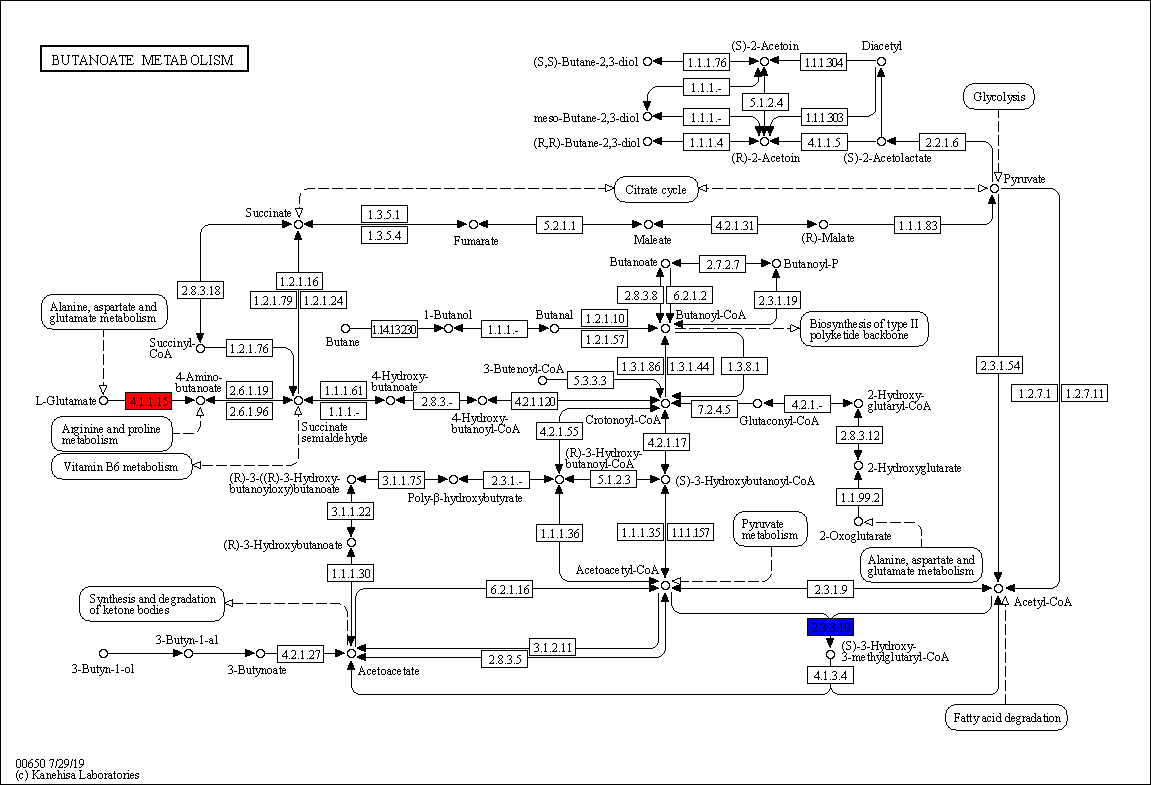 BUTANOATE METABOLISM
(S)-2-Acetoin
Diacetyl
(S,S)-Butane-2,3-diol
1.1.1.76
1.1.1.304
1.1.1.-
5.1.2.4
Glycolysis
meso-Butane-2,3-diol
1.1.1.-
1.1.1.303
(R,R)-Butane-2,3-diol
1.1.1.4
4.1.1.5
2.2.1.6
(R)-2-Acetoin
(S)-2-Acetolactate
Pyruvate
Citrate cycle
Succinate
1.3.5.1
1.3.5.4
5.2.1.1
4.2.1.31
1.1.1.83
Fumarate
Maleate
(R)-Malate
Butanoate
2.7.2.7
Butanoyl-P
1.2.1.16
2.8.3.18
1.2.1.79
1.2.1.24
2.8.3.8
6.2.1.2
2.3.1.19
Alanine, aspartate and
glutamate metabolism
1-Butanol
Butanal
1.2.1.10
Butanoyl-CoA
1.14.13.230
1.1.1.-
1.2.1.57
Butane
Biosynthesis of type II
polyketide backbone
Succinyl-
CoA
1.2.1.76
3-Butenoyl-CoA
1.3.1.86
1.3.1.44
1.3.8.1
2.3.1.54
5.3.3.3
4-Amino-
butanoate
2.6.1.19
2.6.1.96
1.1.1.61
1.1.1.-
4-Hydroxy-
butanoate
2.8.3.-
4.2.1.120
L-Glutamate
4.1.1.15
4-Hydroxy-
butanoyl-CoA
Crotonoyl-CoA
7.2.4.5
Glutaconyl-CoA
4.2.1.-
2-Hydroxy-
glutaryl-CoA
1.2.7.1
1.2.7.11
Arginine and proline
metabolism
Succinate
semialdehyde
4.2.1.55
4.2.1.17
2.8.3.12
Vitamin B6 metabolism
(R)-3-Hydroxy-
butanoyl-CoA
2-Hydroxyglutarate
(R)-3-((R)-3-Hydroxy-
butanoyloxy)butanoate
3.1.1.75
2.3.1.-
5.1.2.3
(S)-3-Hydroxybutanoyl-CoA
Poly-β-hydroxybutyrate
1.1.99.2
3.1.1.22
1.1.1.36
1.1.1.35
1.1.1.157
Pyruvate
metabolism
2-Oxoglutarate
(R)-3-Hydroxybutanoate
Alanine, aspartate and
glutamate metabolism
1.1.1.30
Acetoacetyl-CoA
6.2.1.16
2.3.1.9
Synthesis and degradation
of ketone bodies
Acetyl-CoA
3-Butyn-1-al
3.1.2.11
(S)-3-Hydroxy-
3-methylglutaryl-CoA
3-Butyn-1-ol
3-Butynoate
4.2.1.27
2.8.3.5
Acetoacetate
4.1.3.4
Fatty acid degradation
00650 7/29/19
(c) Kanehisa Laboratories